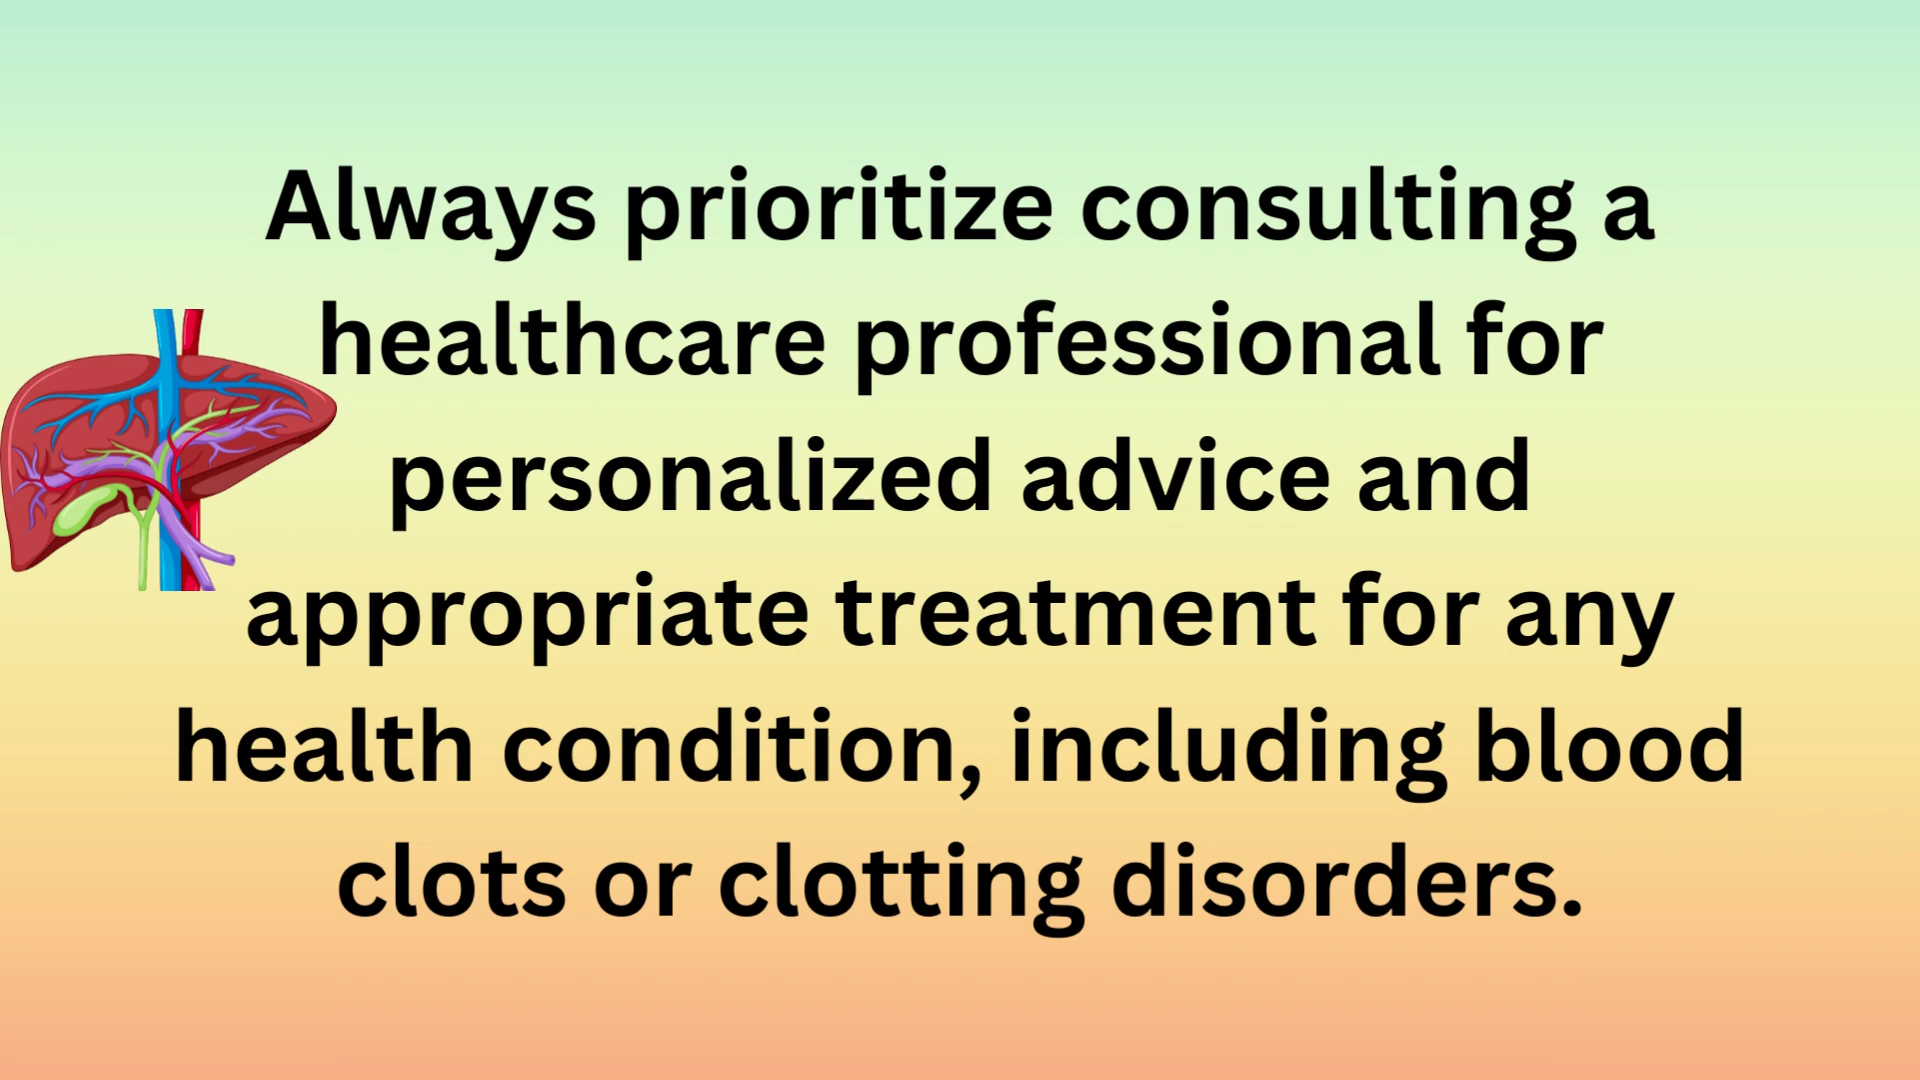 Always prioritize consulting a
healthcare professional for
personalized advice and
appropriate treatment for any
health condition, including blood
clots or clotting disorders.